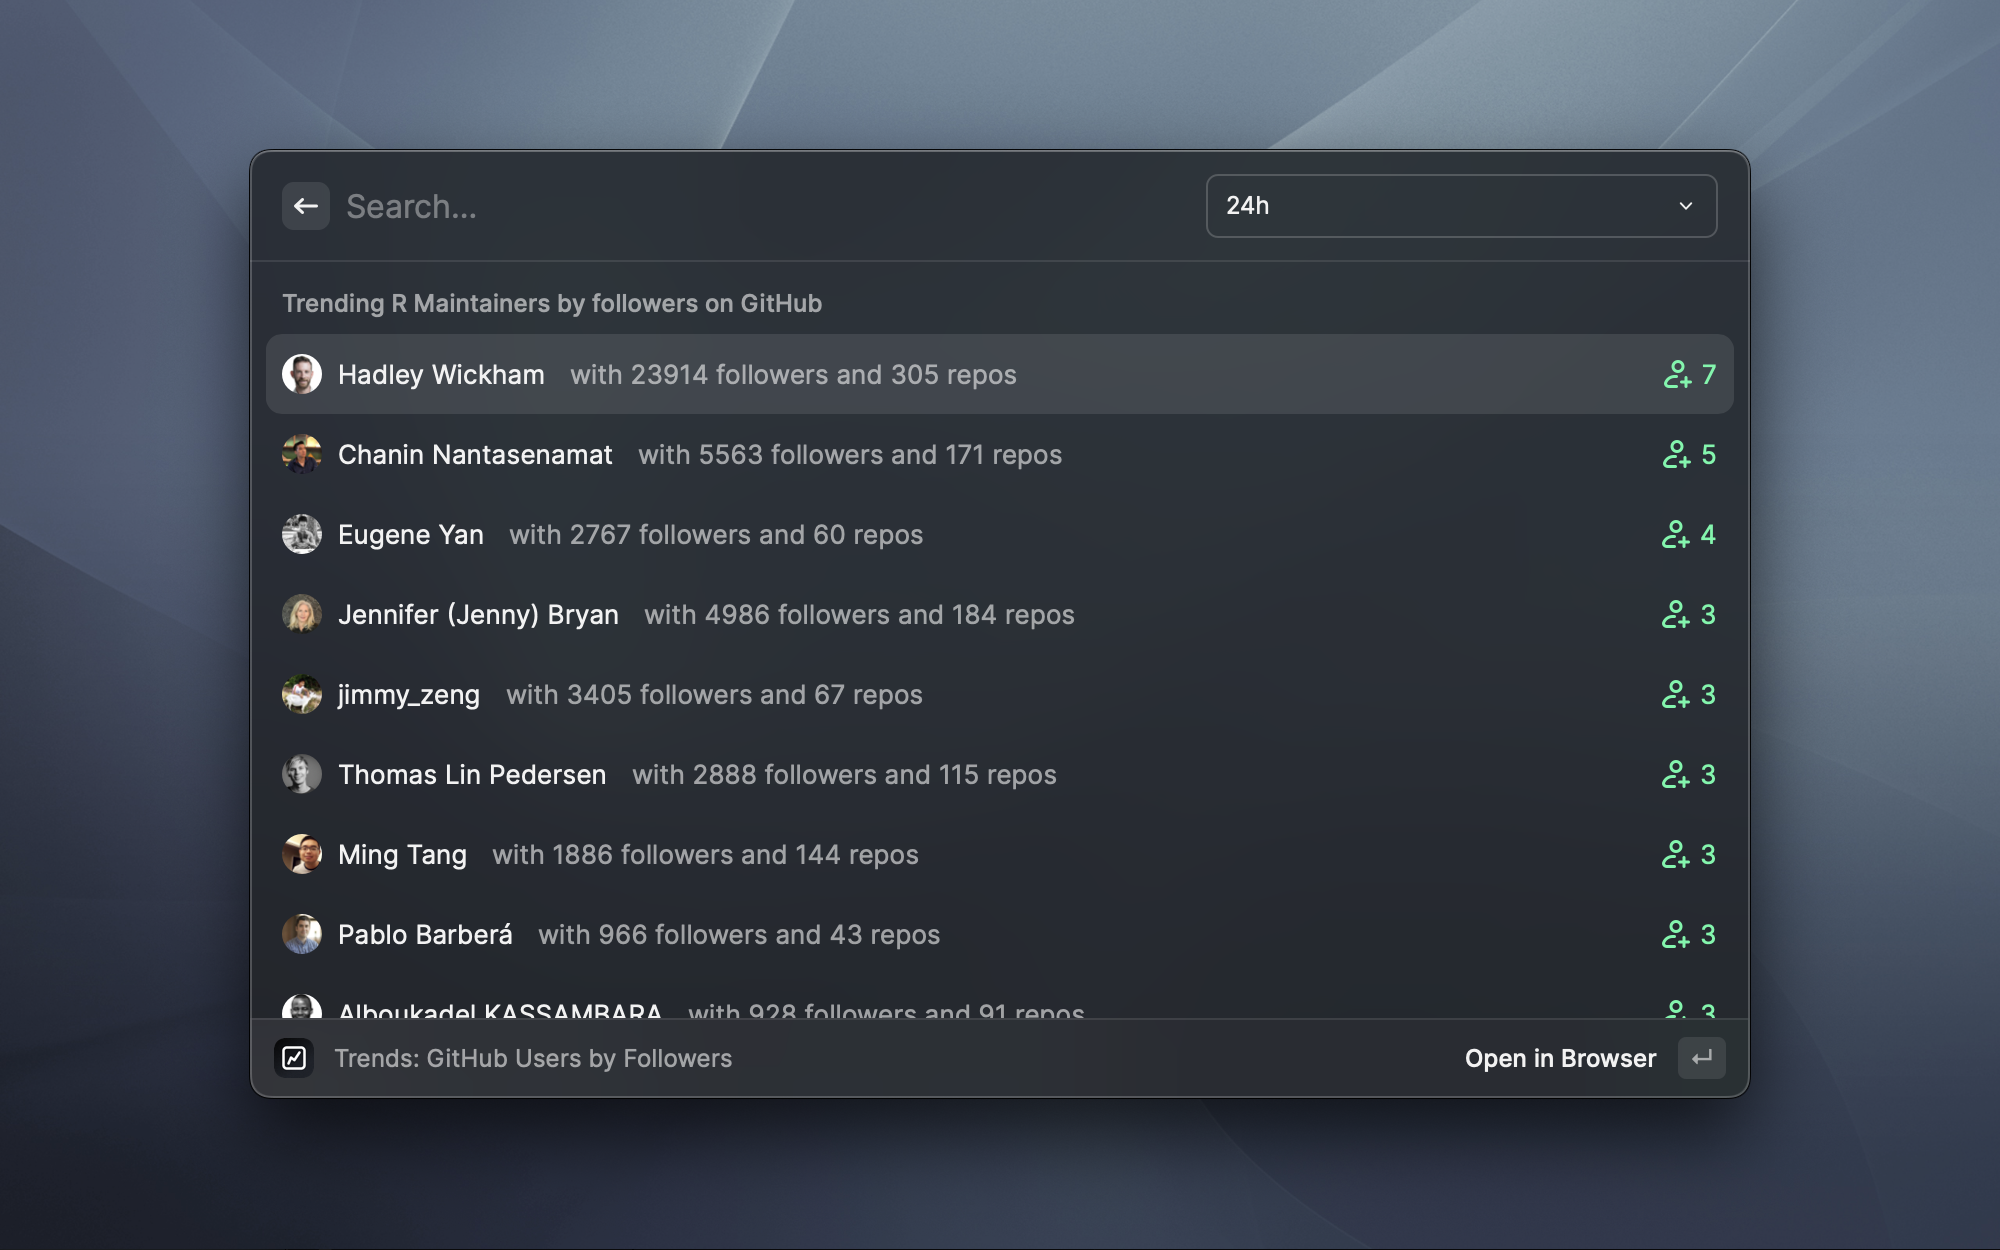 Search...
24h
Trending R Maintainers by followers on GitHub
Hadley Wickham with 23914 followers and 305 repos 7
Chanin Nantasenamat with 5563 followers and 171 repos 5
Eugene Yan with 2767 followers and 60 repos 4
Jennifer (Jenny) Bryan with 4986 followers and 184 repos 3
jimmy_zeng with 3405 followers and 67 repos 3
Thomas Lin Pedersen with 2888 followers and 115 repos 3
Ming Tang with 1886 followers and 144 repos 3
Pablo Barberá with 966 followers and 43 repos 3
Alboukadel KASSAMBARA with 928 followers and 91 repos 3
Trends: GitHub Users by Followers
Open in Browser